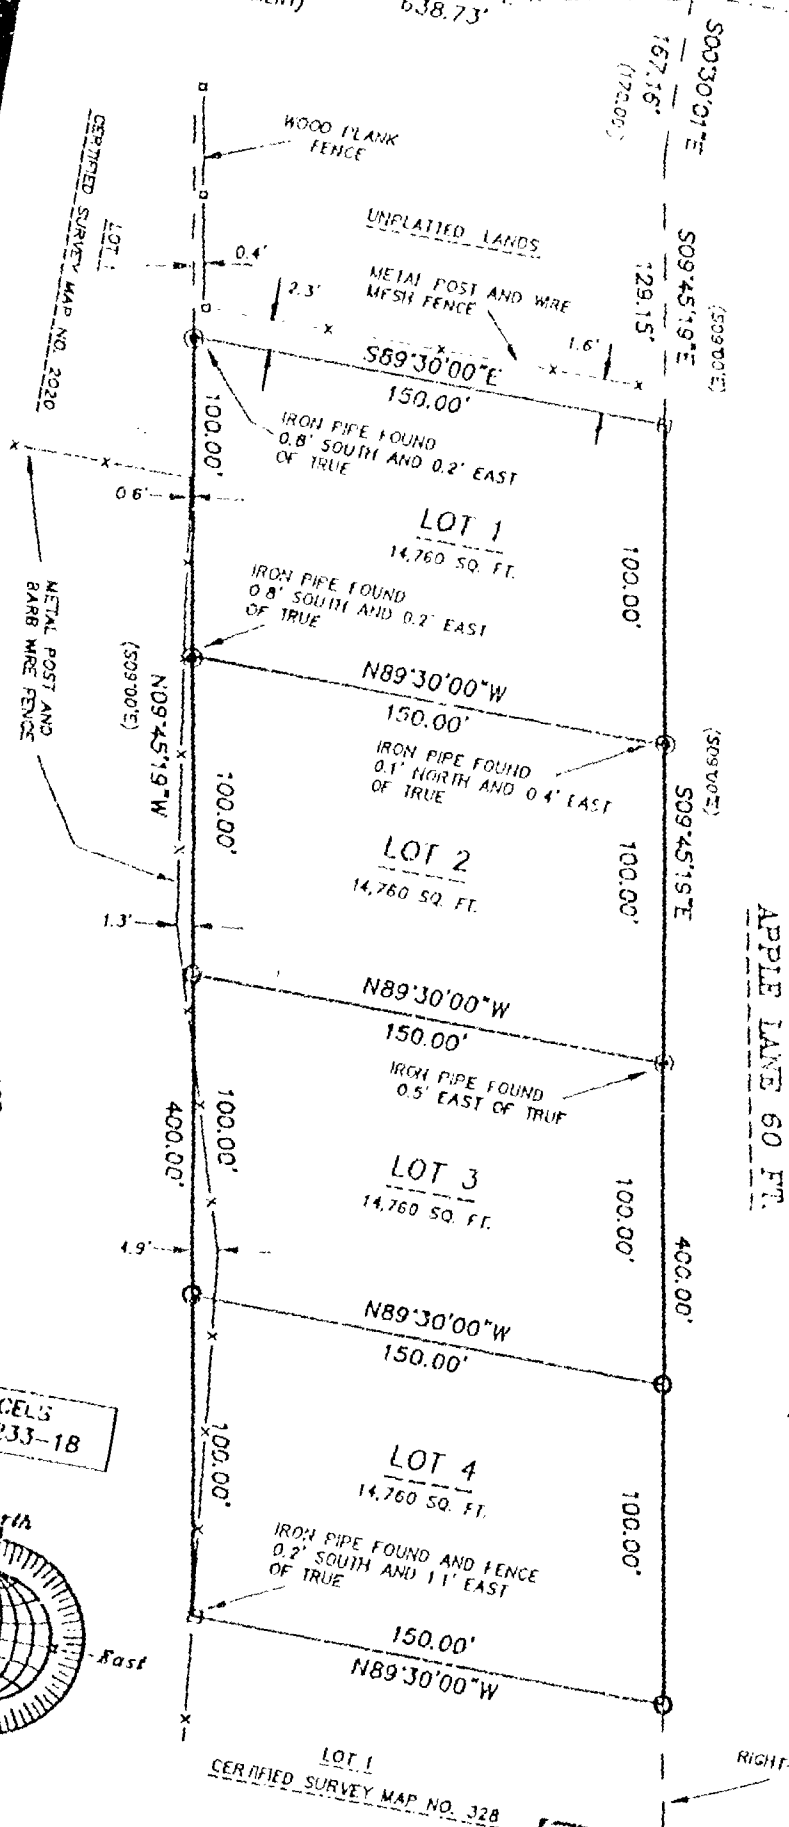 638.73'
S00°30'01"E
167.16'
(170.00')
WOOD PLANK
FENCE
CERTIFIED SURVEY MAP NO. 2020
LOT 1
UNPLATTED LANDS
0.4'
METAL POST AND WIRE
MESH FENCE
2.3'
1.6'
S09°45'19"E
(S09°00'E)
129.15'
S89°30'00"E
150.00'
100.00'
IRON PIPE FOUND
0.8' SOUTH AND 0.2' EAST
OF TRUE
0.6'
LOT 1
14,760 SQ. FT.
100.00'
IRON PIPE FOUND
0.8' SOUTH AND 0.2' EAST
OF TRUE
METAL POST AND
BARB WIRE FENCE
(S09°00'E)
N09°45'19"W
N89°30'00"W
150.00'
IRON PIPE FOUND
0.1' NORTH AND 0.4' EAST
OF TRUE
(S09°00'E)
S09°45'19"E
100.00'
LOT 2
14,760 SQ. FT.
100.00'
1.3'
APPLE LANE 60 FT.
N89°30'00"W
150.00'
IRON PIPE FOUND
0.5' EAST OF TRUE
100.00'
400.00'
LOT 3
14,760 SQ. FT.
100.00'
400.00'
4.9'
N89°30'00"W
150.00'
CELS
233-18
100.00'
LOT 4
14,760 SQ. FT.
100.00'
IRON PIPE FOUND AND FENCE
0.2' SOUTH AND 1.1' EAST
OF TRUE
rth
East
150.00'
N89°30'00"W
LOT 1
CERTIFIED SURVEY MAP NO. 328
RIGHT-